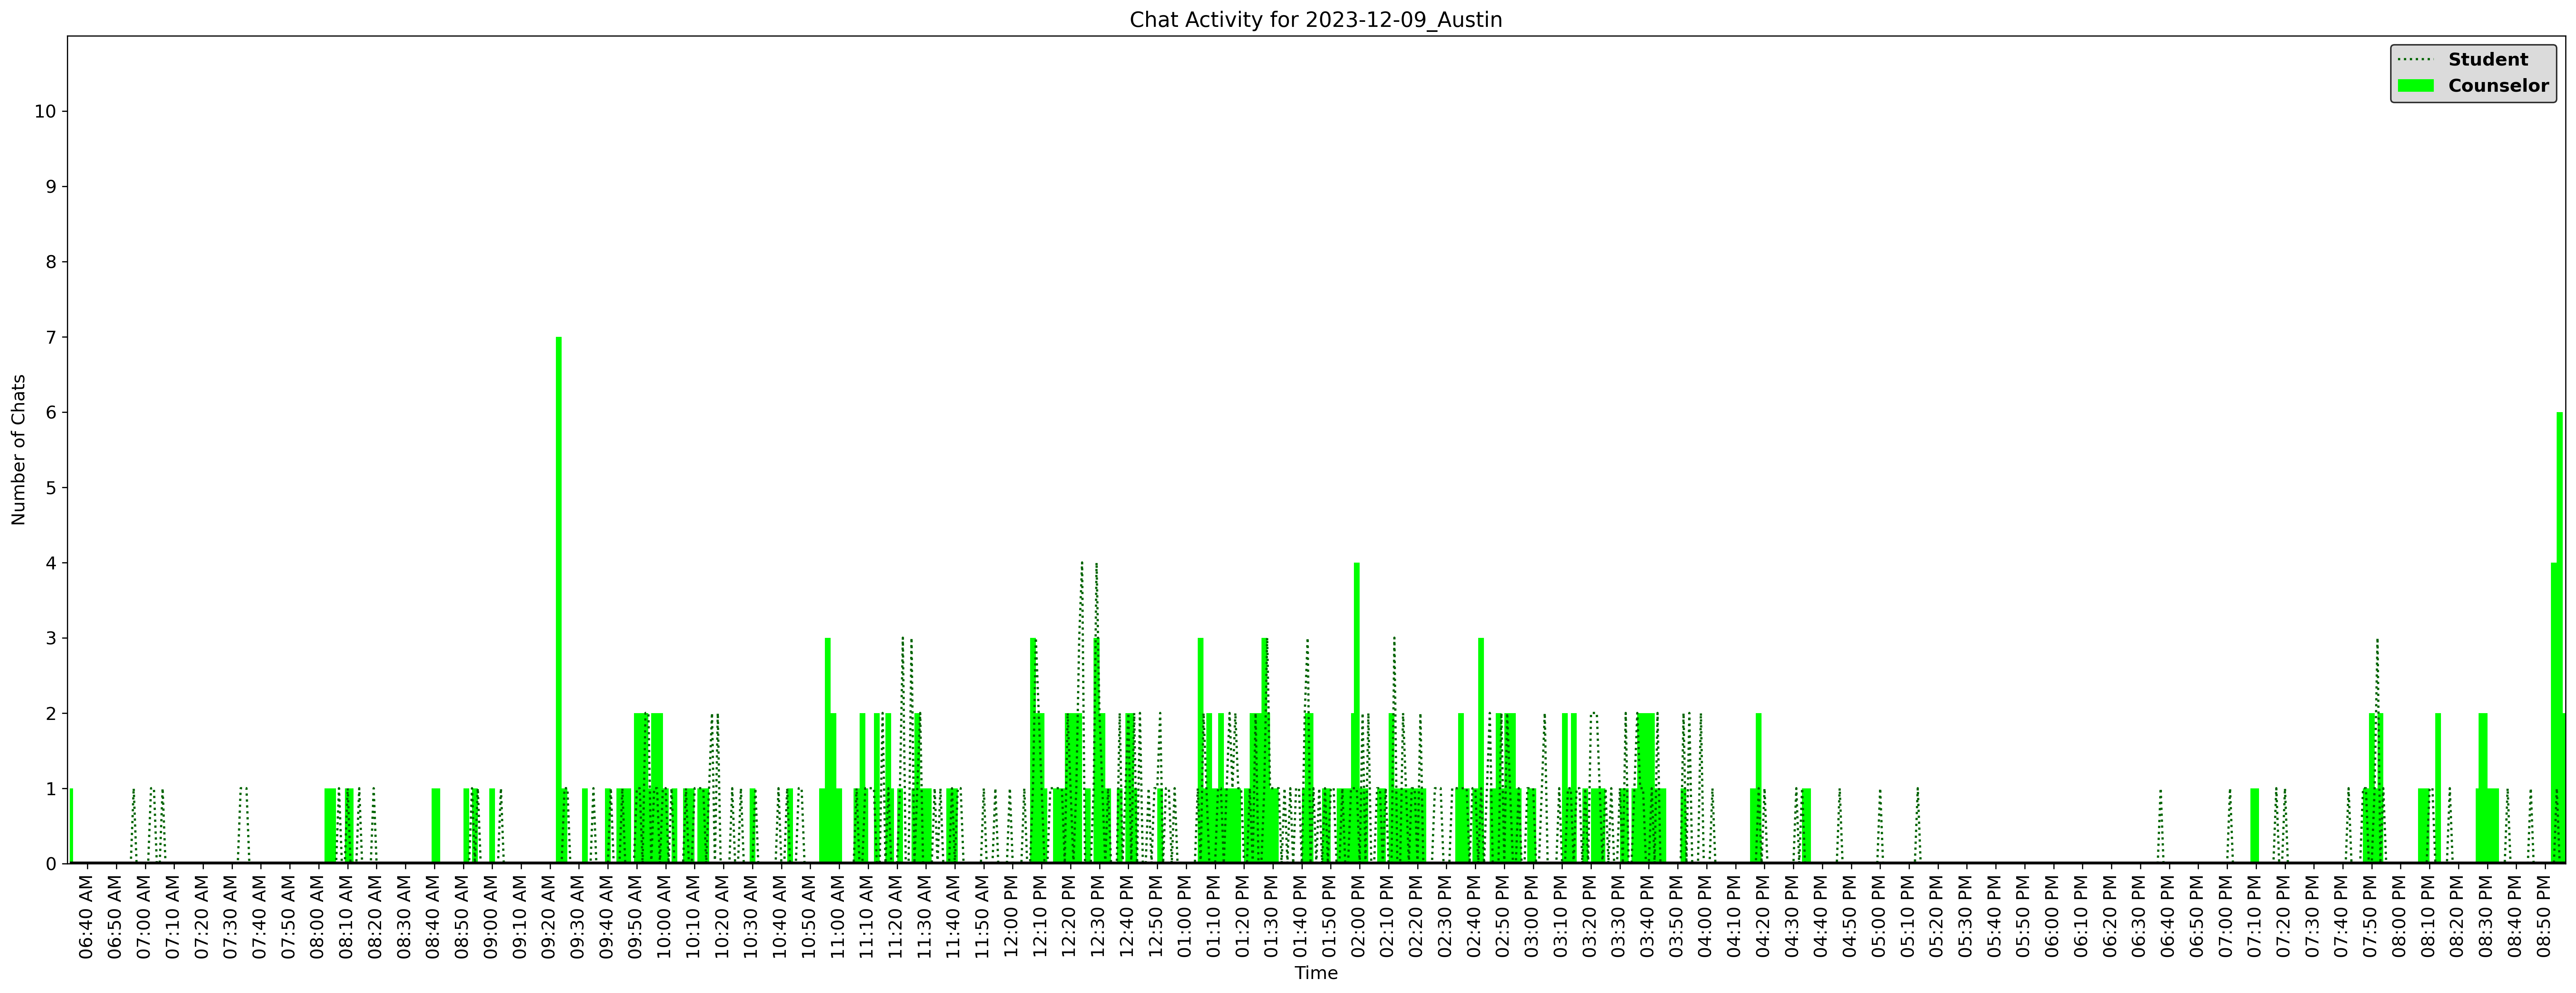 Chat Activity for 2023-12-09_Austin
Student
Counselor
Number of Chats
10
9
8
7
6
5
4
3
2
1
0
06:40 AM
06:50 AM
07:00 AM
07:10 AM
07:20 AM
07:30 AM
07:40 AM
07:50 AM
08:00 AM
08:10 AM
08:20 AM
08:30 AM
08:40 AM
08:50 AM
09:00 AM
09:10 AM
09:20 AM
09:30 AM
09:40 AM
09:50 AM
10:00 AM
10:10 AM
10:20 AM
10:30 AM
10:40 AM
10:50 AM
11:00 AM
11:10 AM
11:20 AM
11:30 AM
11:40 AM
11:50 AM
12:00 PM
12:10 PM
12:20 PM
12:30 PM
12:40 PM
12:50 PM
01:00 PM
01:10 PM
01:20 PM
01:30 PM
01:40 PM
01:50 PM
02:00 PM
02:10 PM
02:20 PM
02:30 PM
02:40 PM
02:50 PM
03:00 PM
03:10 PM
03:20 PM
03:30 PM
03:40 PM
03:50 PM
04:00 PM
04:10 PM
04:20 PM
04:30 PM
04:40 PM
04:50 PM
05:00 PM
05:10 PM
05:20 PM
05:30 PM
05:40 PM
05:50 PM
06:00 PM
06:10 PM
06:20 PM
06:30 PM
06:40 PM
06:50 PM
07:00 PM
07:10 PM
07:20 PM
07:30 PM
07:40 PM
07:50 PM
08:00 PM
08:10 PM
08:20 PM
08:30 PM
08:40 PM
08:50 PM
Time